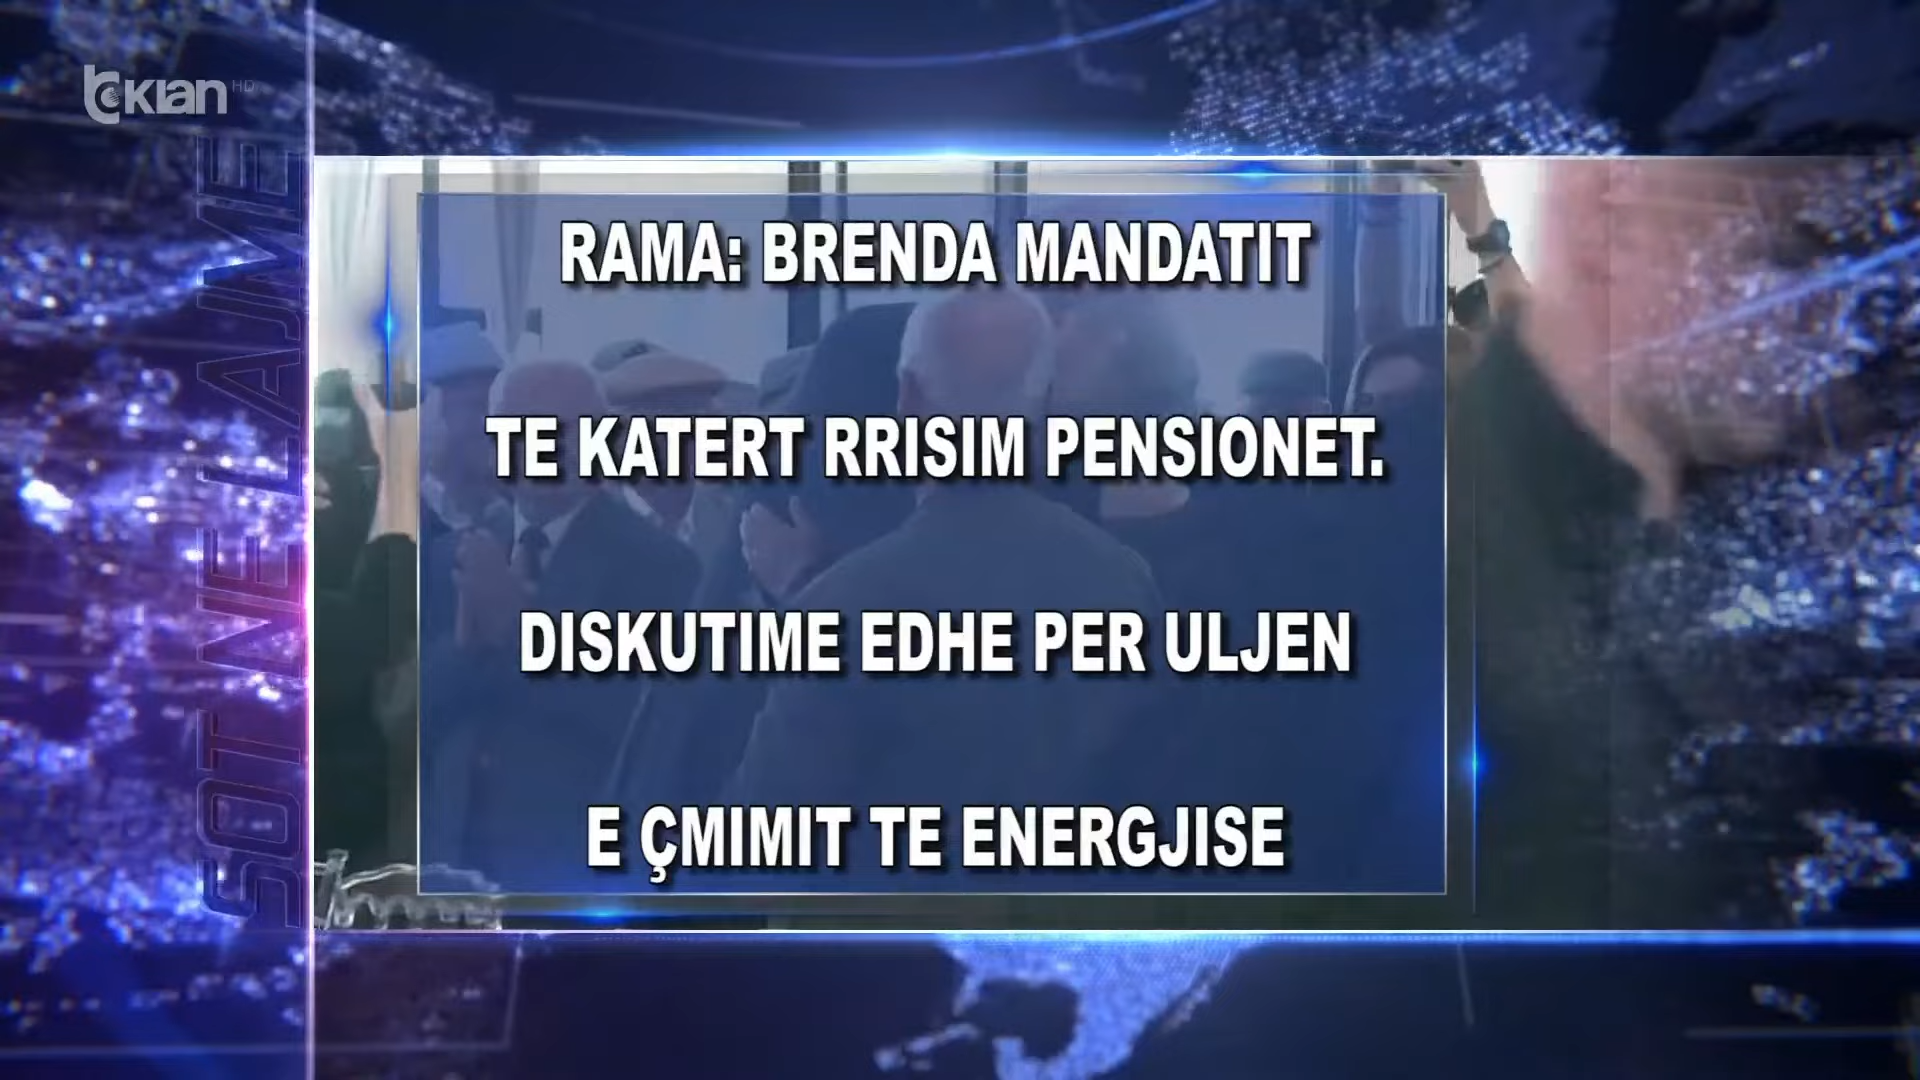 tvklan HD
SOT NE LAJME
RAMA: BRENDA MANDATIT
TE KATERT RRISIM PENSIONET.
DISKUTIME EDHE PER ULJEN
E ÇMIMIT TE ENERGJISE